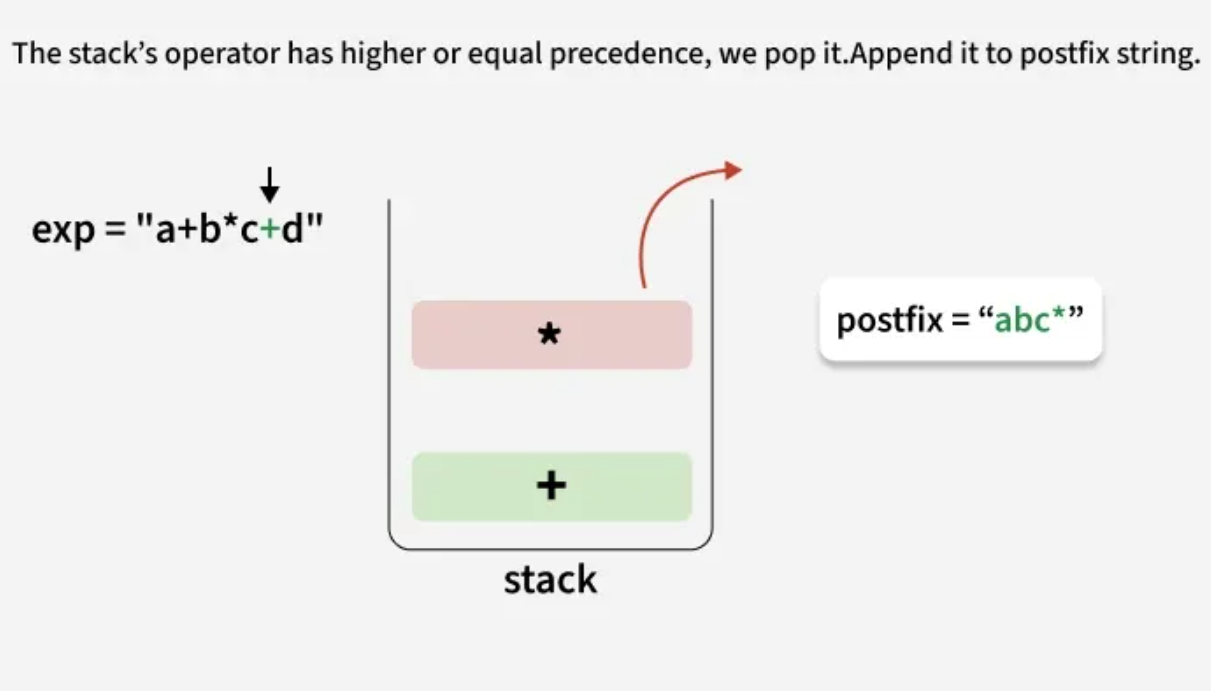 The stack’s operator has higher or equal precedence, we pop it.Append it to postfix string.
exp = "a+b*c+d"
*
postfix = “abc*”
+
stack